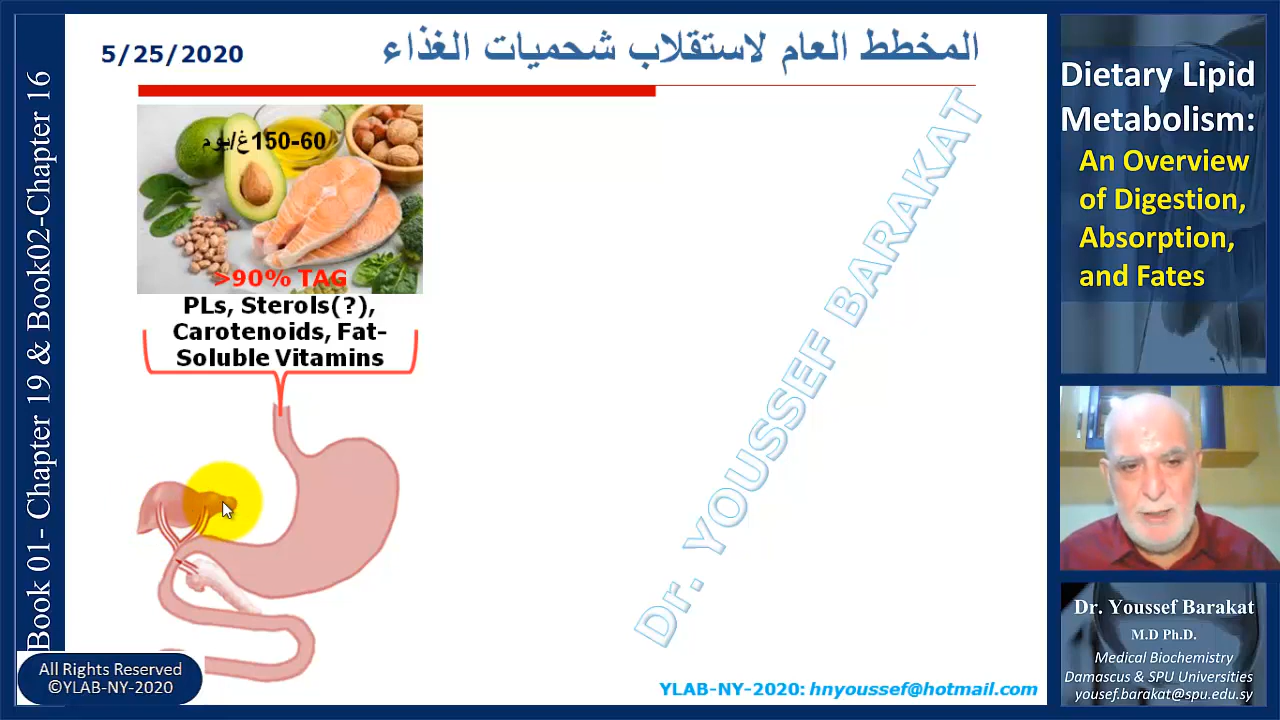 Book 01- Chapter 19 & Book02-Chapter 16
5/25/2020
المخطط العام لاستقلاب شحميات الغذاء
150-60غ/يوم
>90% TAG
PLs, Sterols(?),
Carotenoids, Fat-
Soluble Vitamins
Dr. YOUSSEF BARAKAT
All Rights Reserved
©YLAB-NY-2020
YLAB-NY-2020: hnyoussef@hotmail.com
Dietary Lipid
Metabolism:
An Overview
of Digestion,
Absorption,
and Fates
Dr. Youssef Barakat
M.D Ph.D.
Medical Biochemistry
Damascus & SPU Universities
yousef.barakat@spu.edu.sy